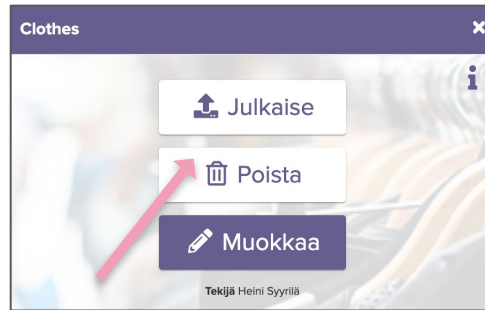 Clothes
Julkaise
Poista
Muokkaa
Tekijä Heini Syyrilä